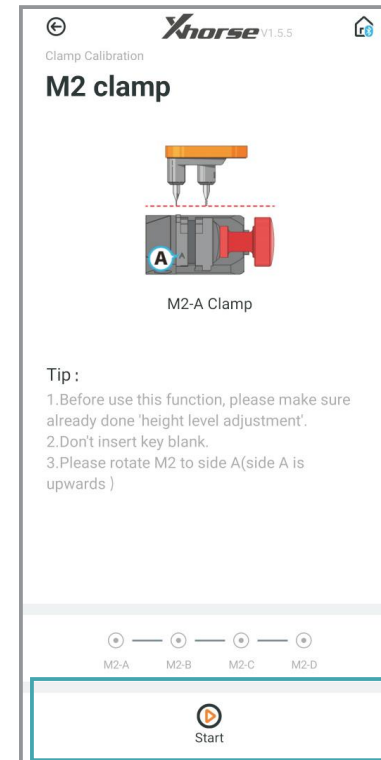 Xhorse V1.5.5
Clamp Calibration
M2 clamp
A A
M2-A Clamp
Tip :
1.Before use this function, please make sure
already done 'height level adjustment'.
2.Don't insert key blank.
3.Please rotate M2 to side A(side A is
upwards )
M2-A M2-B M2-C M2-D
Start